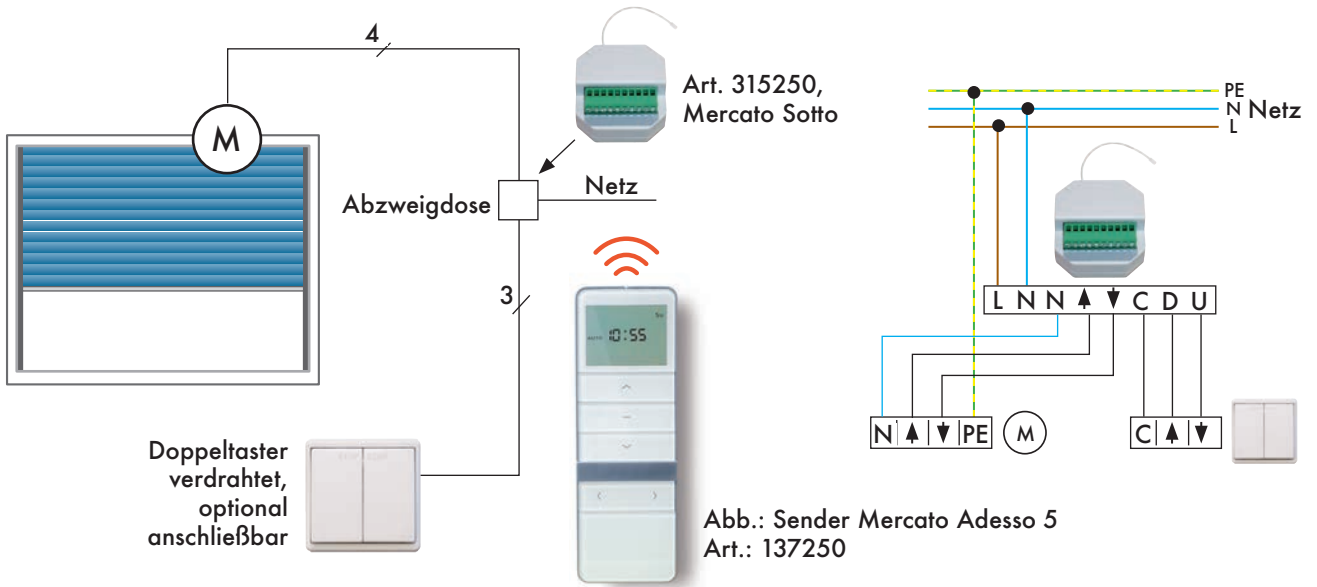 4
M
Art. 315250,
Mercato Sotto
Abzweigdose
Netz
3
10:55
AUTO
Doppeltaster
verdrahtet,
optional
anschließbar
Abb.: Sender Mercato Adesso 5
Art.: 137250
PE
N Netz
L
L N N C D U
N PE
M
C